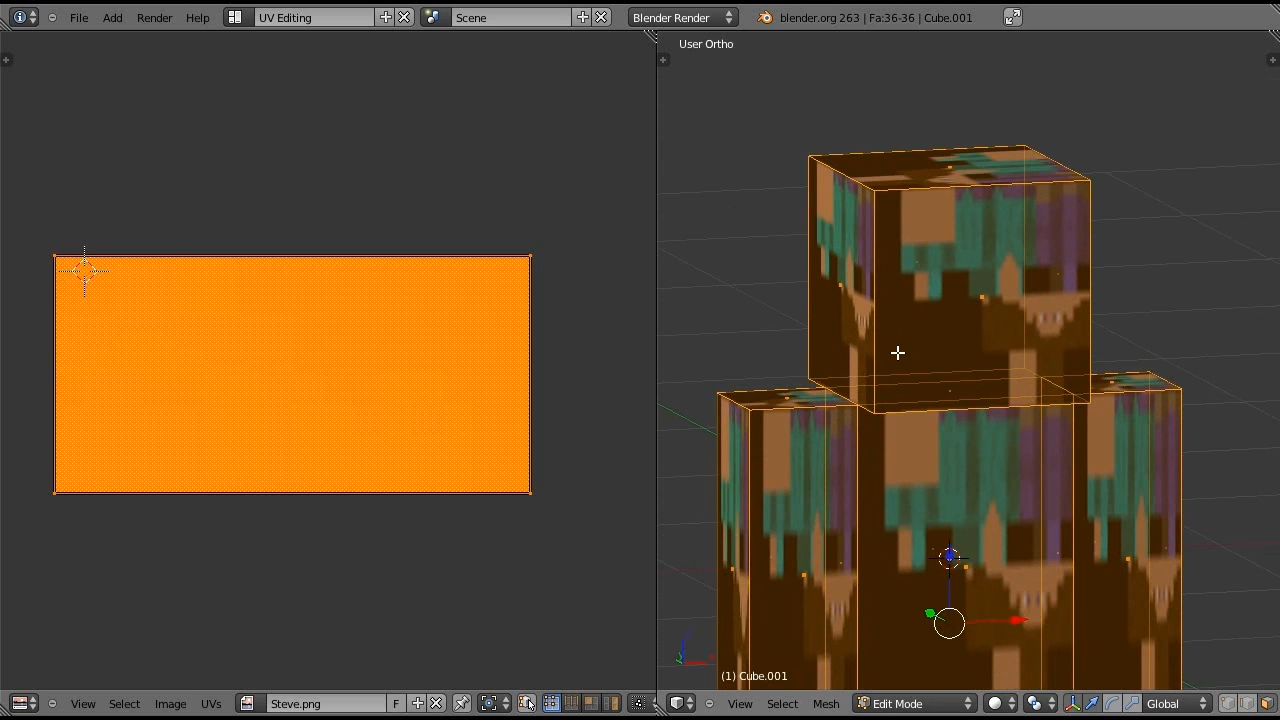 File Add Render Help UV Editing Scene Blender Render blender.org 263 | Fa:36-36 | Cube.001
User Ortho
(1) Cube.001
View Select Image UVs Steve.png F View Select Mesh Edit Mode Global